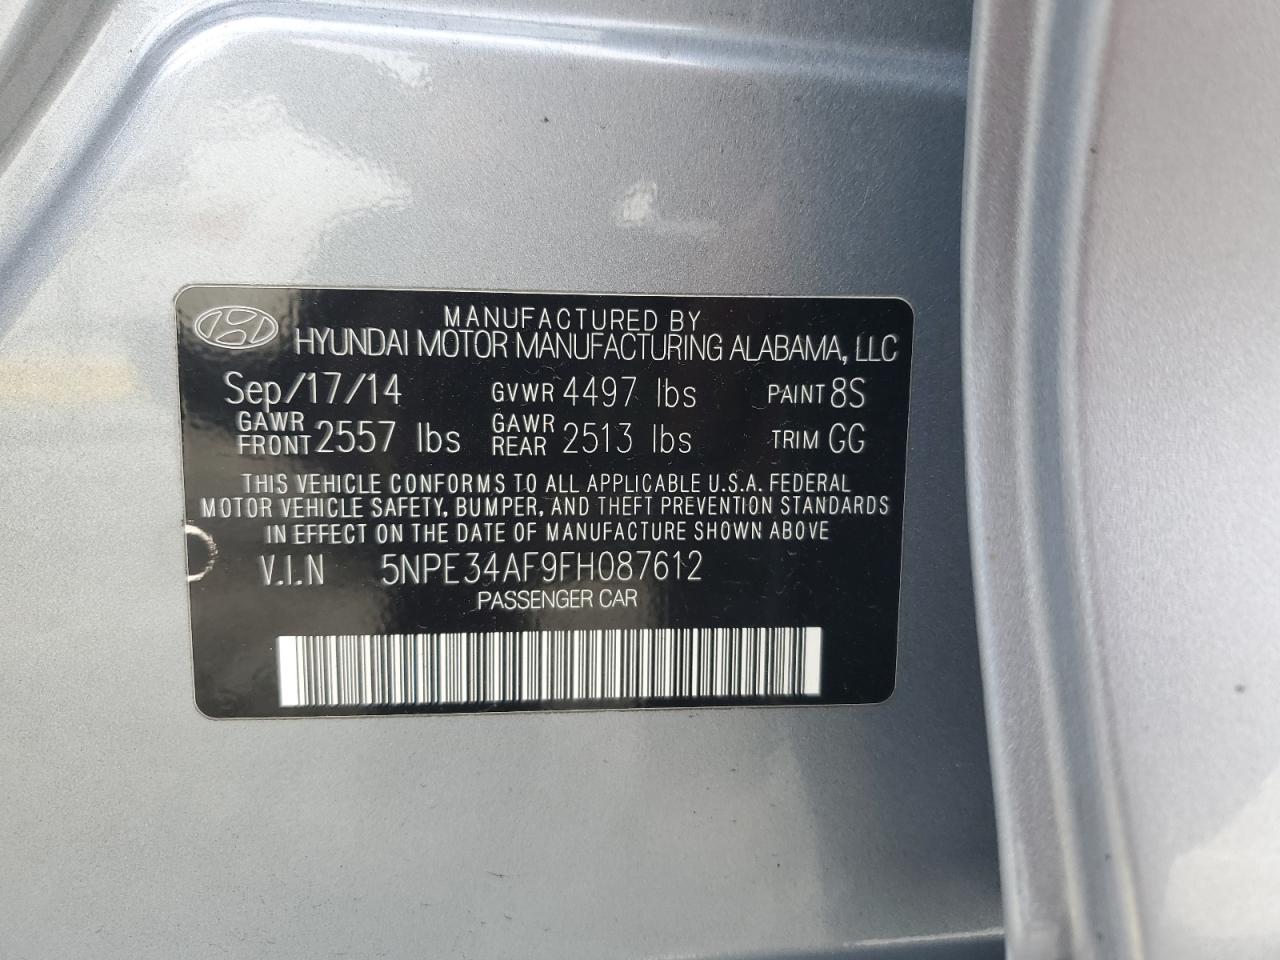 MANUFACTURED BY
HYUNDAI MOTOR MANUFACTURING ALABAMA, LLC
Sep/17/14 GVWR 4497 lbs PAINT 8S
GAWR FRONT 2557 lbs GAWR REAR 2513 lbs TRIM GG
THIS VEHICLE CONFORMS TO ALL APPLICABLE U.S.A. FEDERAL
MOTOR VEHICLE SAFETY, BUMPER, AND THEFT PREVENTION STANDARDS
IN EFFECT ON THE DATE OF MANUFACTURE SHOWN ABOVE
V.I.N 5NPE34AF9FH087612
PASSENGER CAR